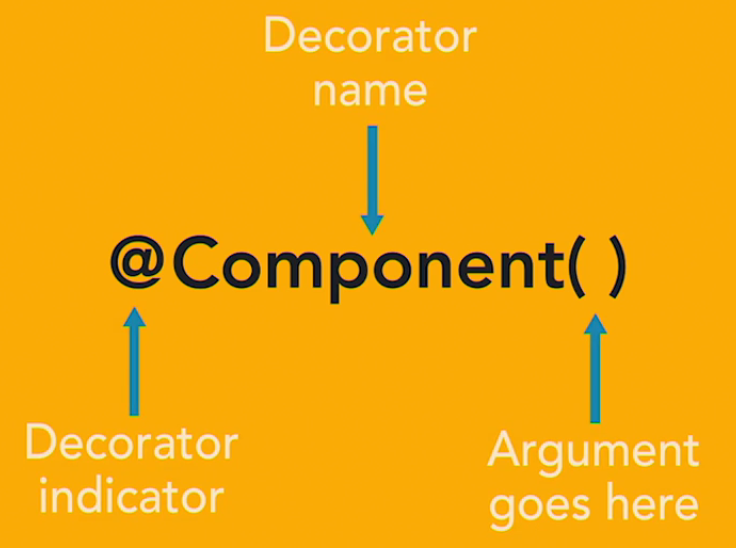 Decorator
name
@Component( )
Decorator
indicator
Argument
goes here